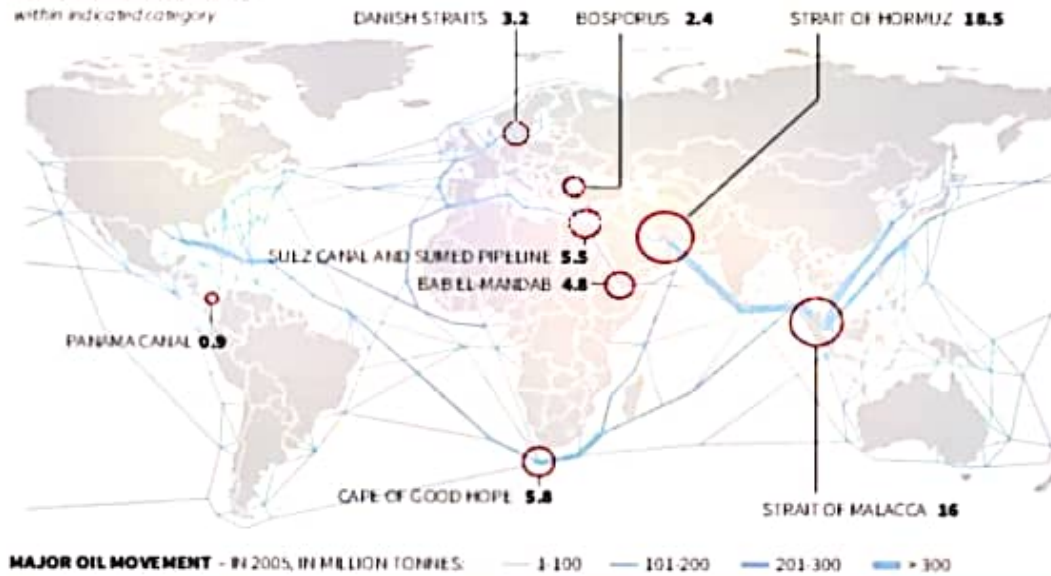 within indicated category
DANISH STRAITS 3.2
BOSPORUS 2.4
STRAIT OF HORMUZ 18.5
SUEZ CANAL AND SUMED PIPELINE 5.5
BAB EL-MANDAB 4.8
PANAMA CANAL 0.9
CAPE OF GOOD HOPE 5.8
STRAIT OF MALACCA 16
MAJOR OIL MOVEMENT - IN 2005, IN MILLION TONNES: 1-100 101-200 201-300 > 300